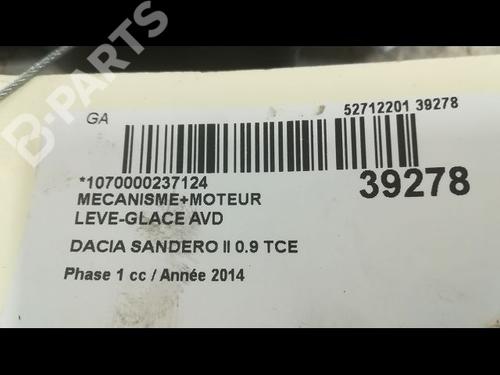 B-PARTS
GA
52712201 39278
*1070000237124
39278
MECANISME+MOTEUR
LEVE-GLACE AVD
DACIA SANDERO II 0.9 TCE
Phase 1 cc / Année 2014